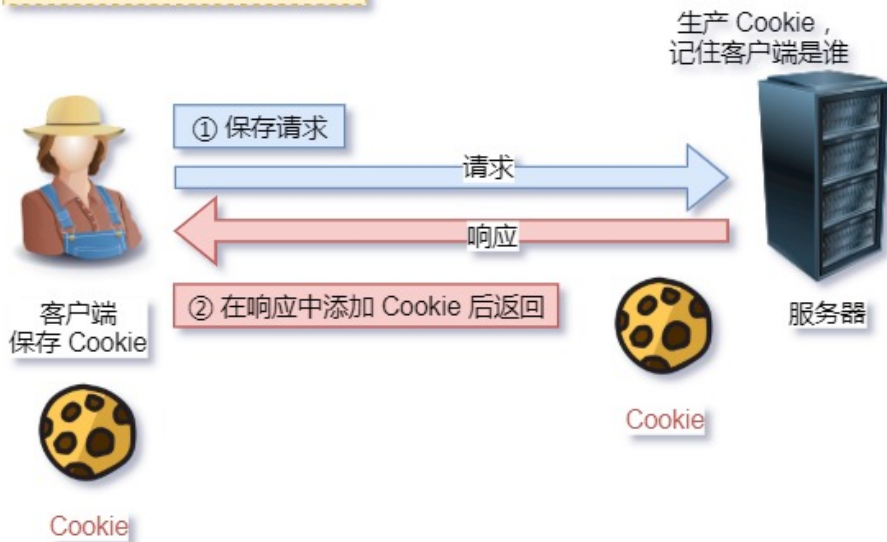 生产 Cookie，
记住客户端是谁
① 保存请求
请求
响应
② 在响应中添加 Cookie 后返回
客户端
保存 Cookie
服务器
Cookie
Cookie